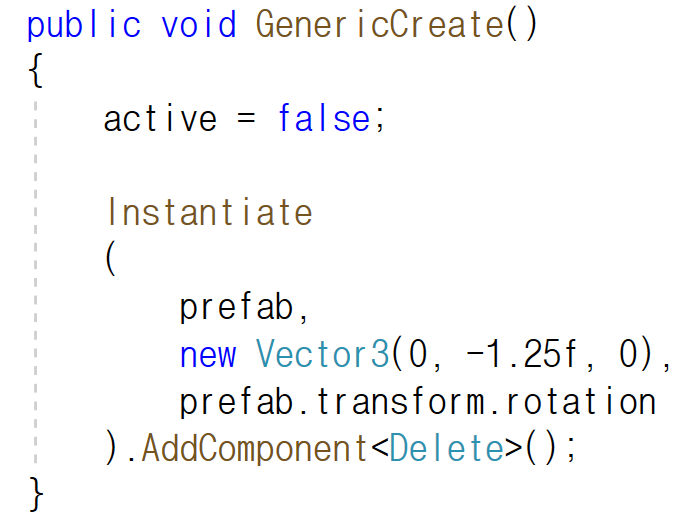 public void GenericCreate()
{
    active = false;

    Instantiate
    (
        prefab,
        new Vector3(0, -1.25f, 0),
        prefab.transform.rotation
    ).AddComponent<Delete>();
}